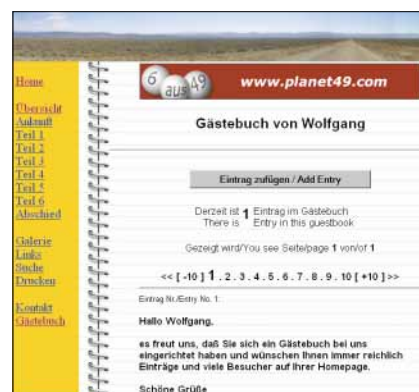 Home
Übersicht
Ankunft
Teil 1
Teil 2
Teil 3
Teil 4
Teil 5
Teil 6
Abschied
Galerie
Links
Suche
Drucken
Kontakt
Gästebuch
6 aus 49
www.planet49.com
Gästebuch von Wolfgang
Eintrag zufügen / Add Entry
Derzeit ist 1 Eintrag im Gästebuch
There is Entry in this guestbook
Gezeigt wird/You see Seite/page 1 von/of 1
<< [ -10 ] 1 . 2 . 3 . 4 . 5 . 6 . 7 . 8 . 9 . 10 [ +10 ] >>
Eintrag Nr./Entry No. 1:
Hallo Wolfgang,
es freut uns, daß Sie sich ein Gästebuch bei uns
eingerichtet haben und wünschen Ihnen immer reichlich
Einträge und viele Besucher auf Ihrer Homepage.
Schöne Grüße